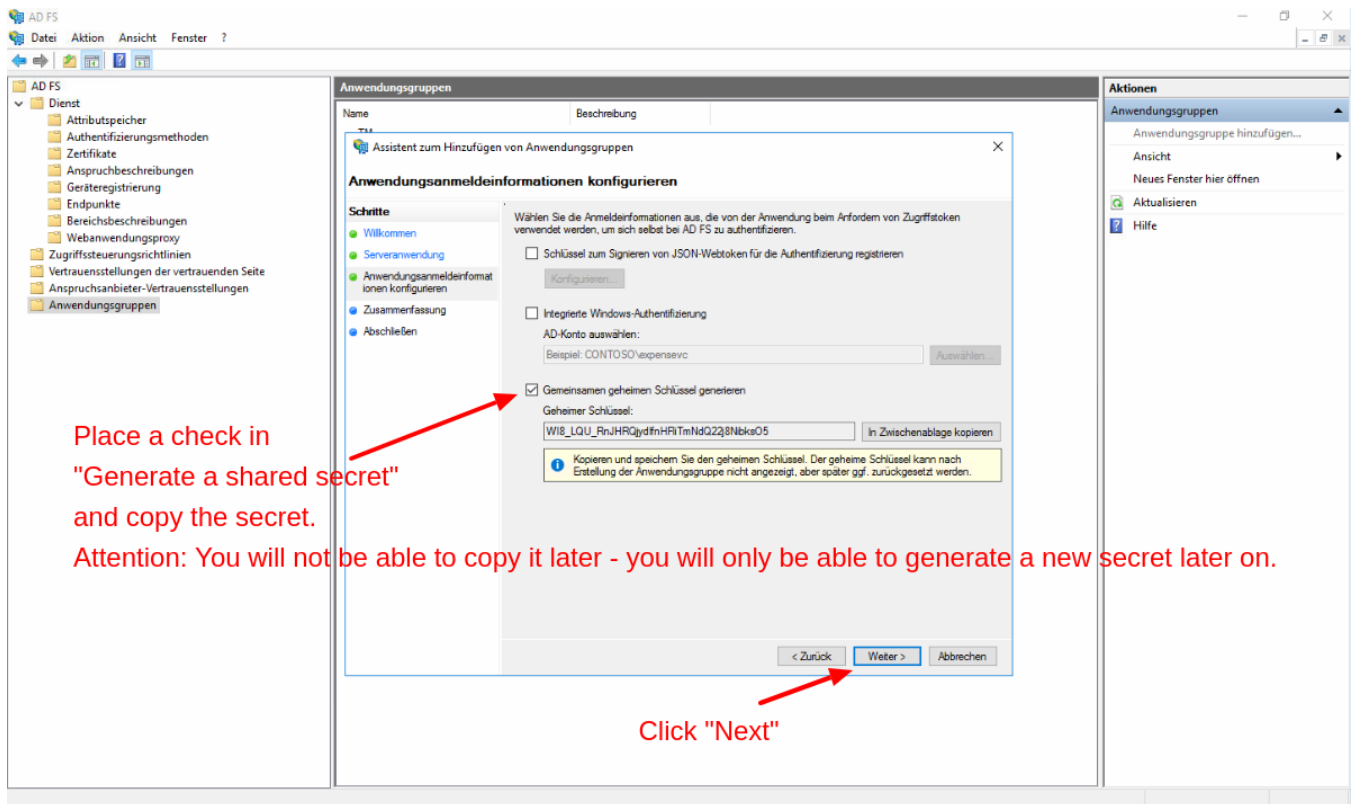 AD FS
Datei Aktion Ansicht Fenster ?
AD FS
Dienst
Attributspeicher
Authentifizierungsmethoden
Zertifikate
Anspruchbeschreibungen
Geräteregistrierung
Endpunkte
Bereichsbeschreibungen
Webanwendungsproxy
Zugriffssteuerungsrichtlinien
Vertrauensstellungen der vertrauenden Seite
Anspruchsanbieter-Vertrauensstellungen
Anwendungsgruppen
Anwendungsgruppen
Name Beschreibung
Assistent zum Hinzufügen von Anwendungsgruppen
Anwendungsanmeldeinformationen konfigurieren
Schritte
Willkommen
Serveranwendung
Anwendungsanmeldeinformat
ionen konfigurieren
Zusammenfassung
Abschließen
Wählen Sie die Anmeldeinformationen aus, die von der Anwendung beim Anfordern von Zugriffstoken
verwendet werden, um sich selbst bei AD FS zu authentifizieren.
Schlüssel zum Signieren von JSON-Webtoken für die Authentifizierung registrieren
Konfigurieren...
Integrierte Windows-Authentifizierung
AD-Konto auswählen:
Beispiel: CONTOSO\expensevc
Auswählen...
Gemeinsamen geheimen Schlüssel generieren
Geheimer Schlüssel:
In Zwischenablage kopieren
Kopieren und speichern Sie den geheimen Schlüssel. Der geheime Schlüssel kann nach
Erstellung der Anwendungsgruppe nicht angezeigt, aber später ggf. zurückgesetzt werden.
< Zurück Weiter > Abbrechen
Aktionen
Anwendungsgruppen
Anwendungsgruppe hinzufügen...
Ansicht
Neues Fenster hier öffnen
Aktualisieren
Hilfe
Place a check in
"Generate a shared secret"
and copy the secret.
Attention: You will not be able to copy it later - you will only be able to generate a new secret later on.
Click "Next"